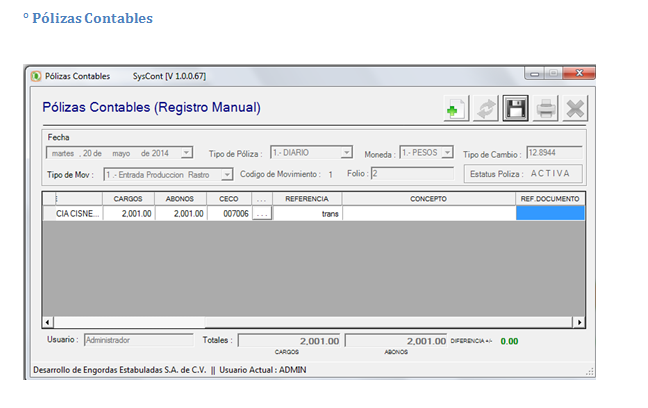 ° Pólizas Contables
Pólizas Contables SysCont [V 1.0.0.67]
Pólizas Contables (Registro Manual)
Fecha
martes , 20 de mayo de 2014 Tipo de Póliza : 1.- DIARIO Moneda : 1.- PESOS Tipo de Cambio : 12.8944
Tipo de Mov : 1 .- Entrada Produccion Rastro Codigo de Movimiento : 1 Folio : 2 Estatus Poliza : A C T I V A
CARGOS ABONOS CECO ... REFERENCIA CONCEPTO REF.DOCUMENTO
CIA CISNE... 2,001.00 2,001.00 007006 ... trans
Usuario : Administrador Totales : 2,001.00 2,001.00 DIFERENCIA +/- 0.00
CARGOS ABONOS
Desarrollo de Engordas Estabuladas S.A. de C.V. || Usuario Actual : ADMIN